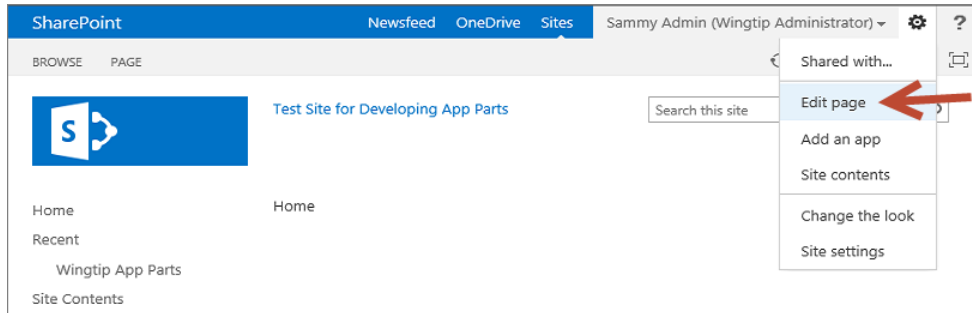 SharePoint Newsfeed OneDrive Sites Sammy Admin (Wingtip Administrator) ?
BROWSE PAGE
Shared with...
Edit page
Add an app
Site contents
Change the look
Site settings
S
Test Site for Developing App Parts
Search this site
Home
Home
Recent
Wingtip App Parts
Site Contents